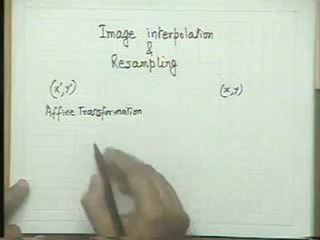 Image interpolation
&
Resampling
(x', y') (x, y)
Affine Transformation